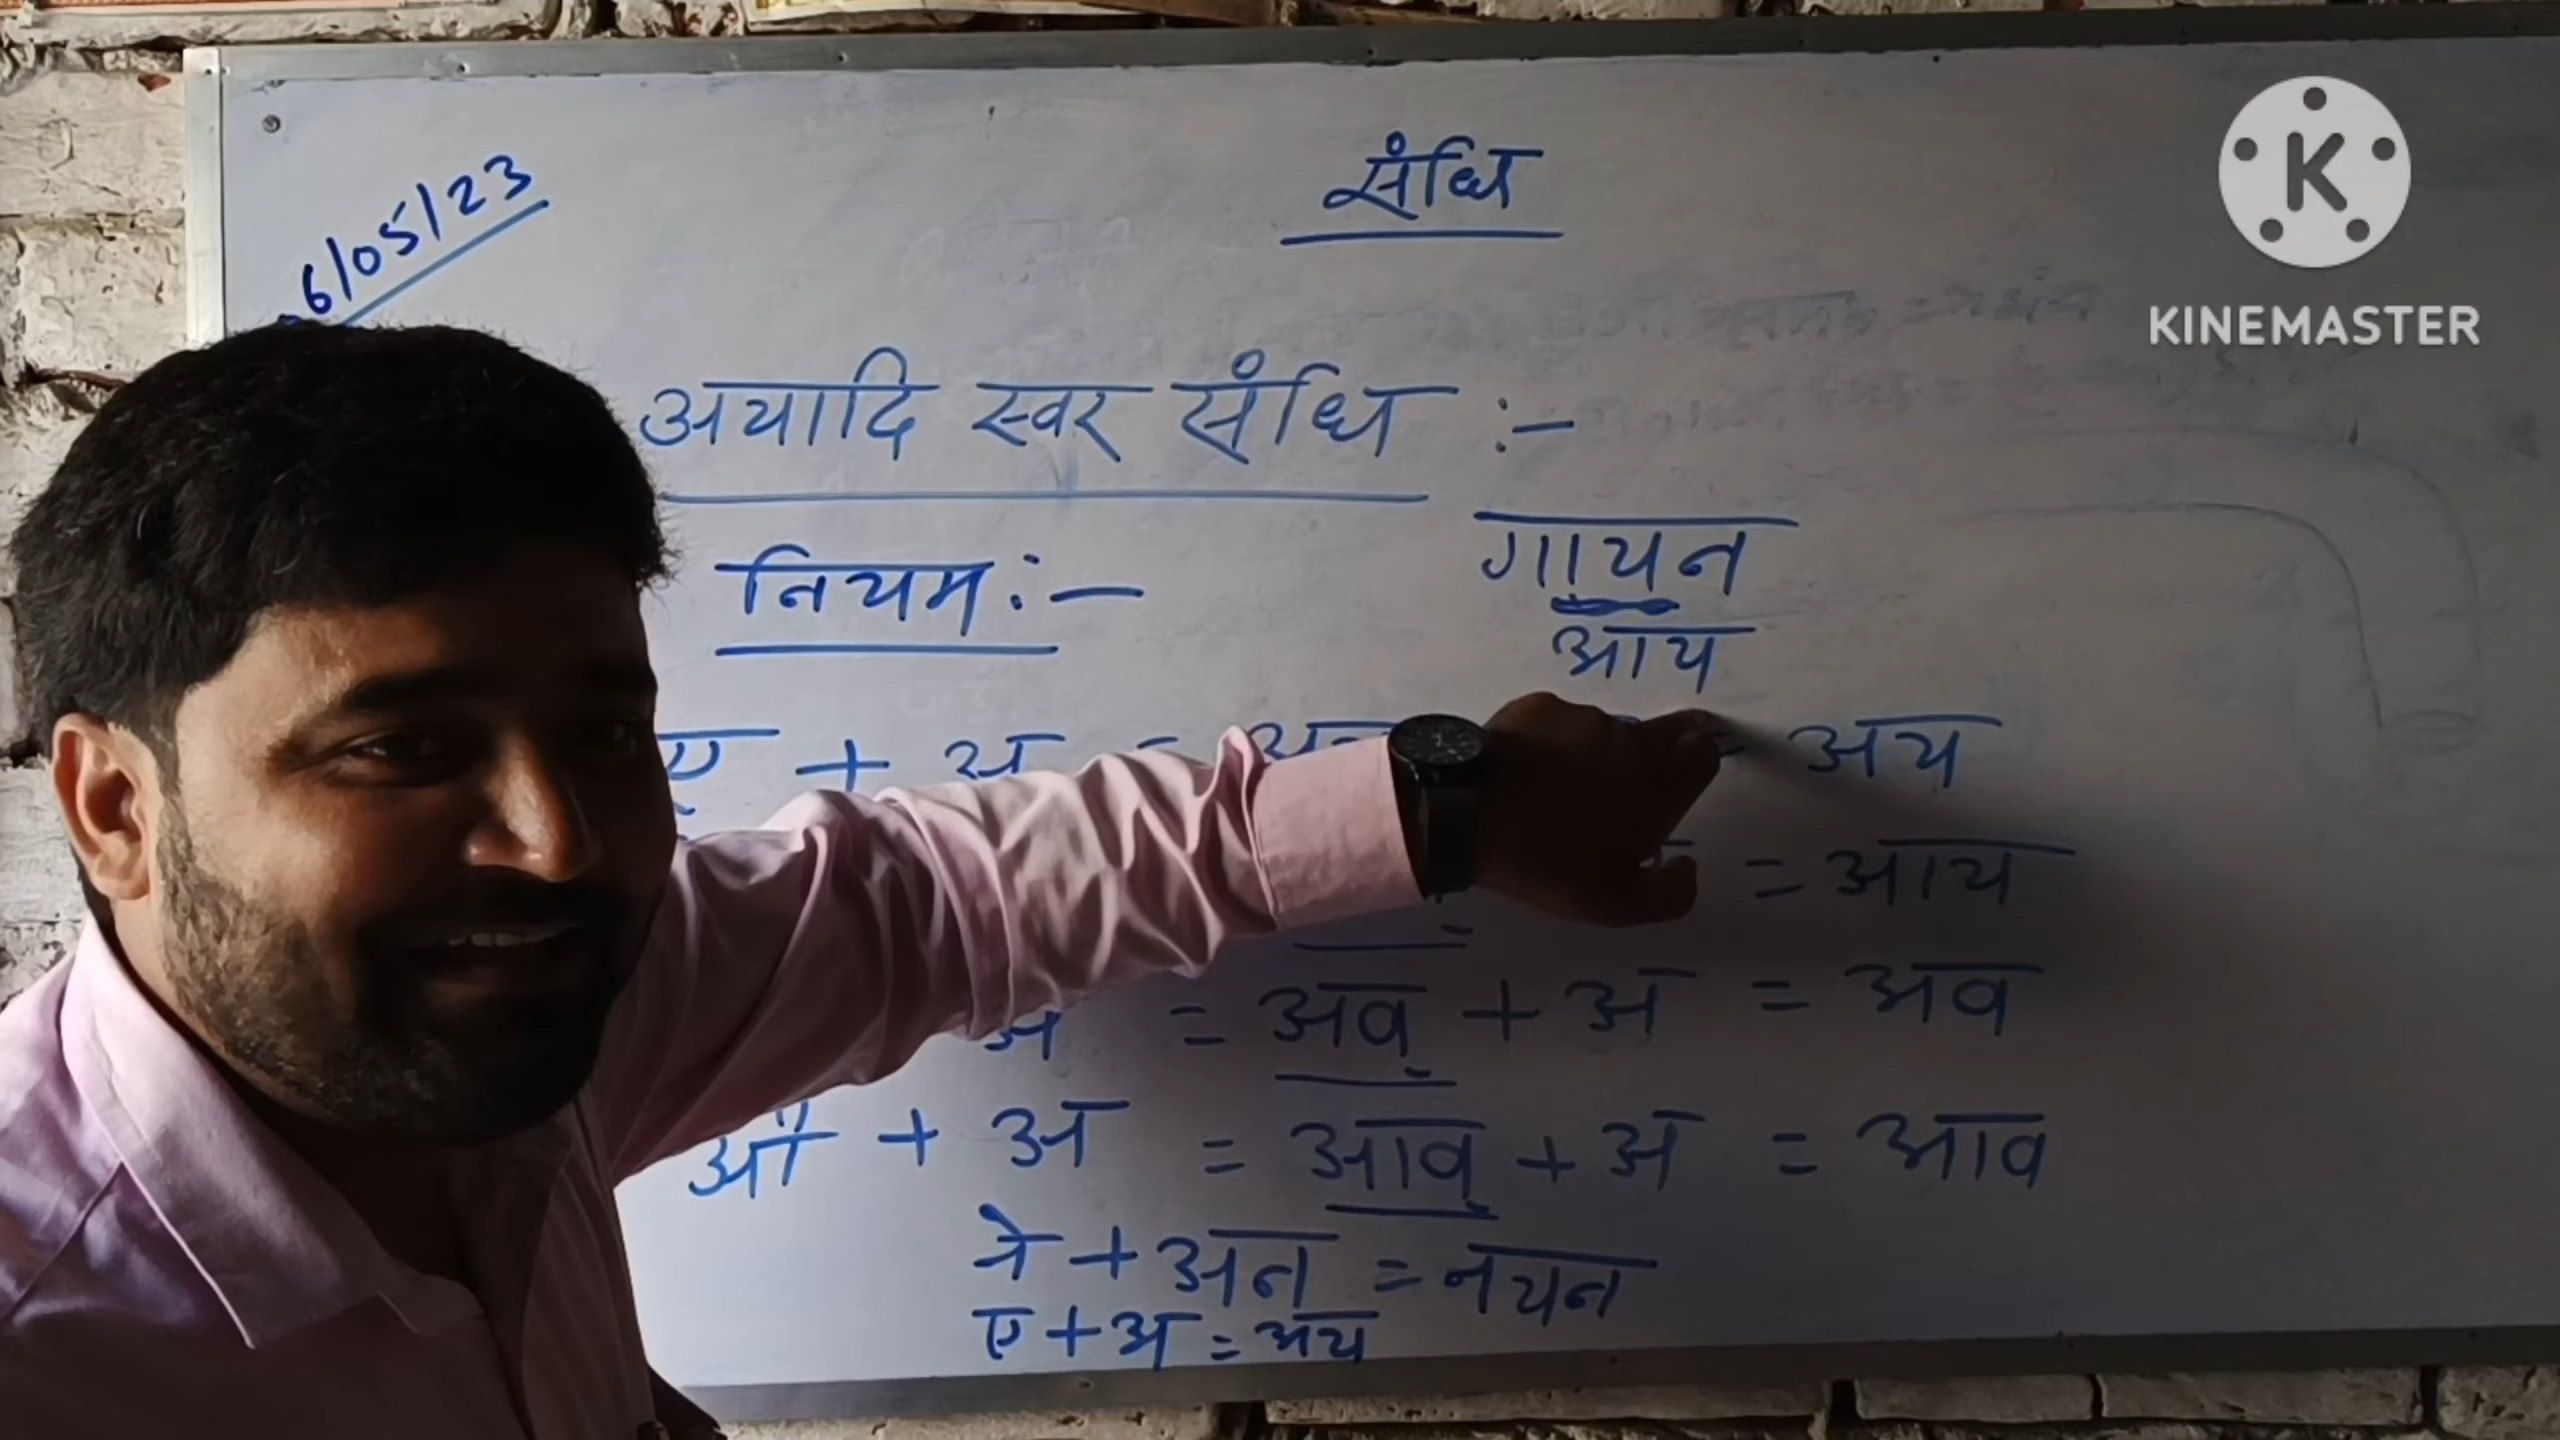 संधि
6/05/23
K
KINEMASTER
अयादि स्वर संधि :-
नियम :-
गायन
आय
ए + अ = = अय
= आय
अ = अव् + अ = अव
औ + अ = आव् + अ = आव
ने + अन = नयन
ए + अ = अय